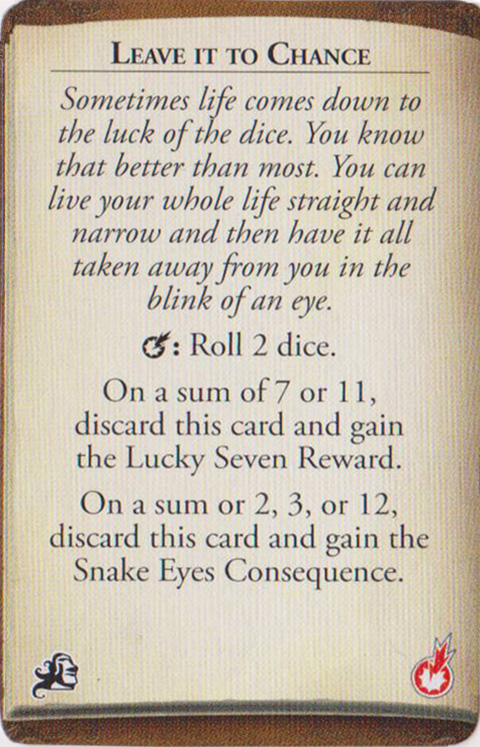 LEAVE IT TO CHANCE
Sometimes life comes down to
the luck of the dice. You know
that better than most. You can
live your whole life straight and
narrow and then have it all
taken away from you in the
blink of an eye.
: Roll 2 dice.
On a sum of 7 or 11,
discard this card and gain
the Lucky Seven Reward.
On a sum or 2, 3, or 12,
discard this card and gain the
Snake Eyes Consequence.